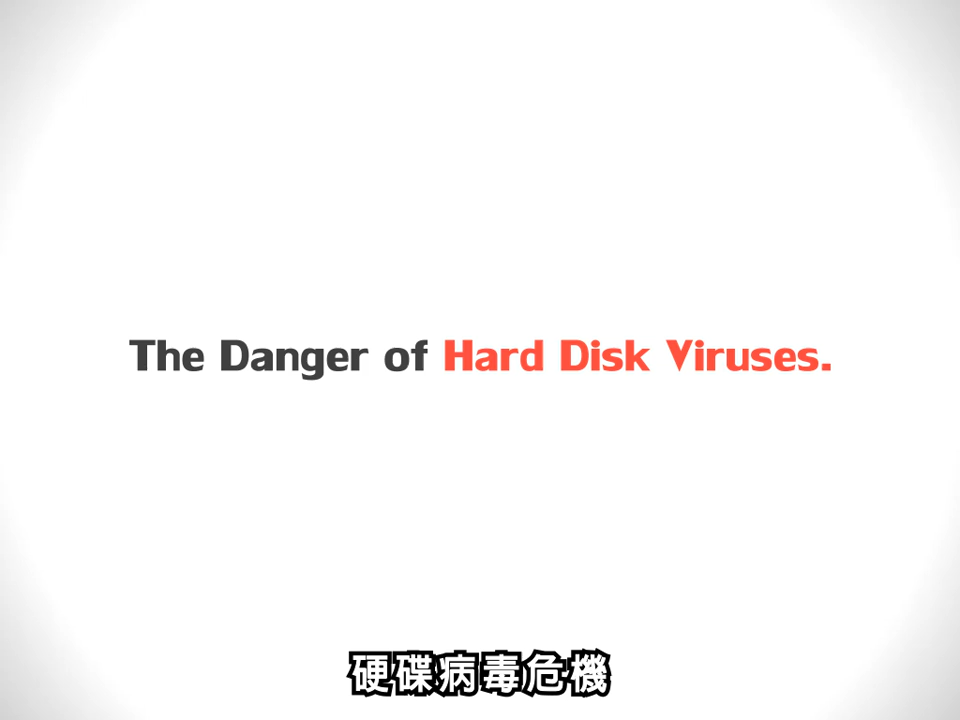 The Danger of Hard Disk Viruses.
硬碟病毒危機